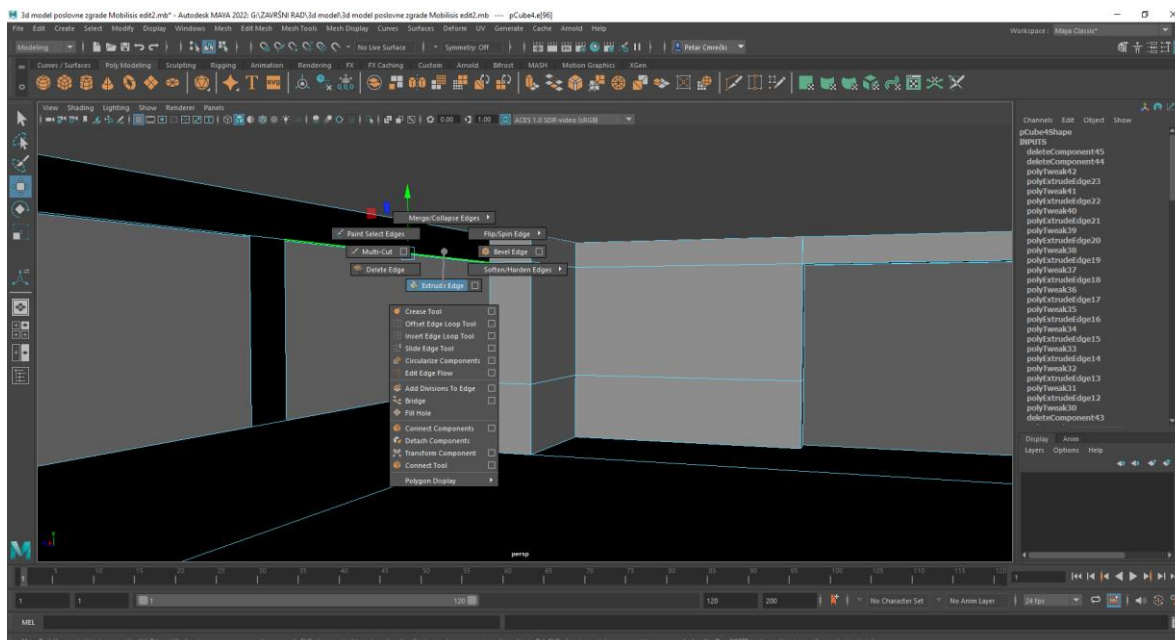 3d model poslovne zgrade Mobilisis edit2.mb* - Autodesk MAYA 2022: G:\ZAVRŠNI RAD\3d model\3d model poslovne zgrade Mobilisis edit2.mb --- pCube4.e[96]
File Edit Create Select Modify Display Windows Mesh Edit Mesh Mesh Tools Mesh Display Curves Surfaces Deform UV Generate Cache Arnold Help
Workspace: Maya Classic*
Modeling No Live Surface Symmetry: Off Petar Cmrečki
Curves / Surfaces Poly Modeling Sculpting Rigging Animation Rendering FX FX Caching Custom Arnold Bifrost MASH Motion Graphics XGen
View Shading Lighting Show Renderer Panels
0.00 1.00 ACES 1.0 SDR-video (sRGB)
Merge/Collapse Edges
Paint Select Edges Flip/Spin Edge
Multi-Cut Bevel Edge
Delete Edge Soften/Harden Edges
Extrude Edge
Crease Tool
Offset Edge Loop Tool
Insert Edge Loop Tool
Slide Edge Tool
Circularize Components
Edit Edge Flow
Add Divisions To Edge
Bridge
Fill Hole
Connect Components
Detach Components
Transform Component
Connect Tool
Polygon Display
persp
Channels Edit Object Show
pCube4Shape
INPUTS
deleteComponent45
deleteComponent44
polyTweak42
polyExtrudeEdge23
polyTweak41
polyExtrudeEdge22
polyTweak40
polyExtrudeEdge21
polyTweak39
polyExtrudeEdge20
polyTweak38
polyExtrudeEdge19
polyTweak37
polyExtrudeEdge18
polyTweak36
polyExtrudeEdge17
polyTweak35
polyExtrudeEdge16
polyTweak34
polyExtrudeEdge15
polyTweak33
polyExtrudeEdge14
polyTweak32
polyExtrudeEdge13
polyTweak31
polyExtrudeEdge12
polyTweak30
deleteComponent43
Display Anim
Layers Options Help
1 5 10 15 20 25 30 35 40 45 50 55 60 65 70 75 80 85 90 95 100 105 110 115 120 1
1 1 1 120 120 200 No Character Set No Anim Layer 24 fps
MEL